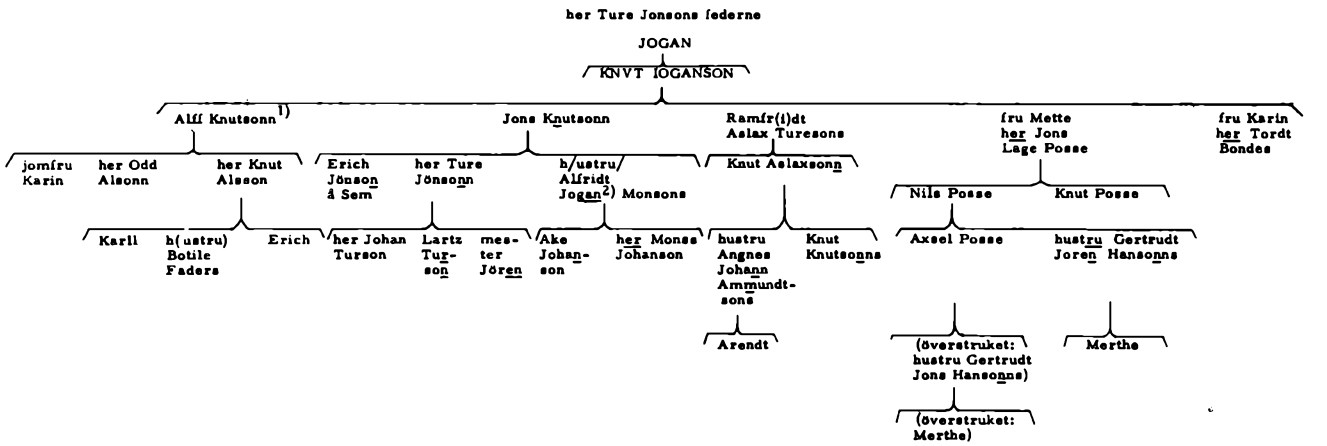 her Ture Jonsons federne
JOGAN
KNVT IOGANSON
Alff Knutsonn1)
Jons Knutsonn
Ramfr(i)dt
Aslax Turesons
fru Mette
her Jons
Lage Posse
fru Karin
her Tordt
Bondes
jomfru
Karin
her Odd
Alsonn
her Knut
Alsson
Erich
Jönson
å Sem
her Ture
Jönsonn
h/ustru/
Alfridt
Jogan2) Monsons
Knut Aslaxsonn
Nils Posse
Knut Posse
Karll
h(ustru)
Botile
Faders
Erich
her Johan
Turson
Lartz
Tur-
son
mes-
ter
Jören
Ake
Johan-
son
her Monss
Johanson
hustru
Angnes
Johann
Ammundt-
sons
Knut
Knutsonns
Axsel Posse
hustru Gertrudt
Joren Hansonns
Arendt
(överstruket:
hustru Gertrudt
Jons Hansonns)
Merthe
(överstruket:
Merthe)